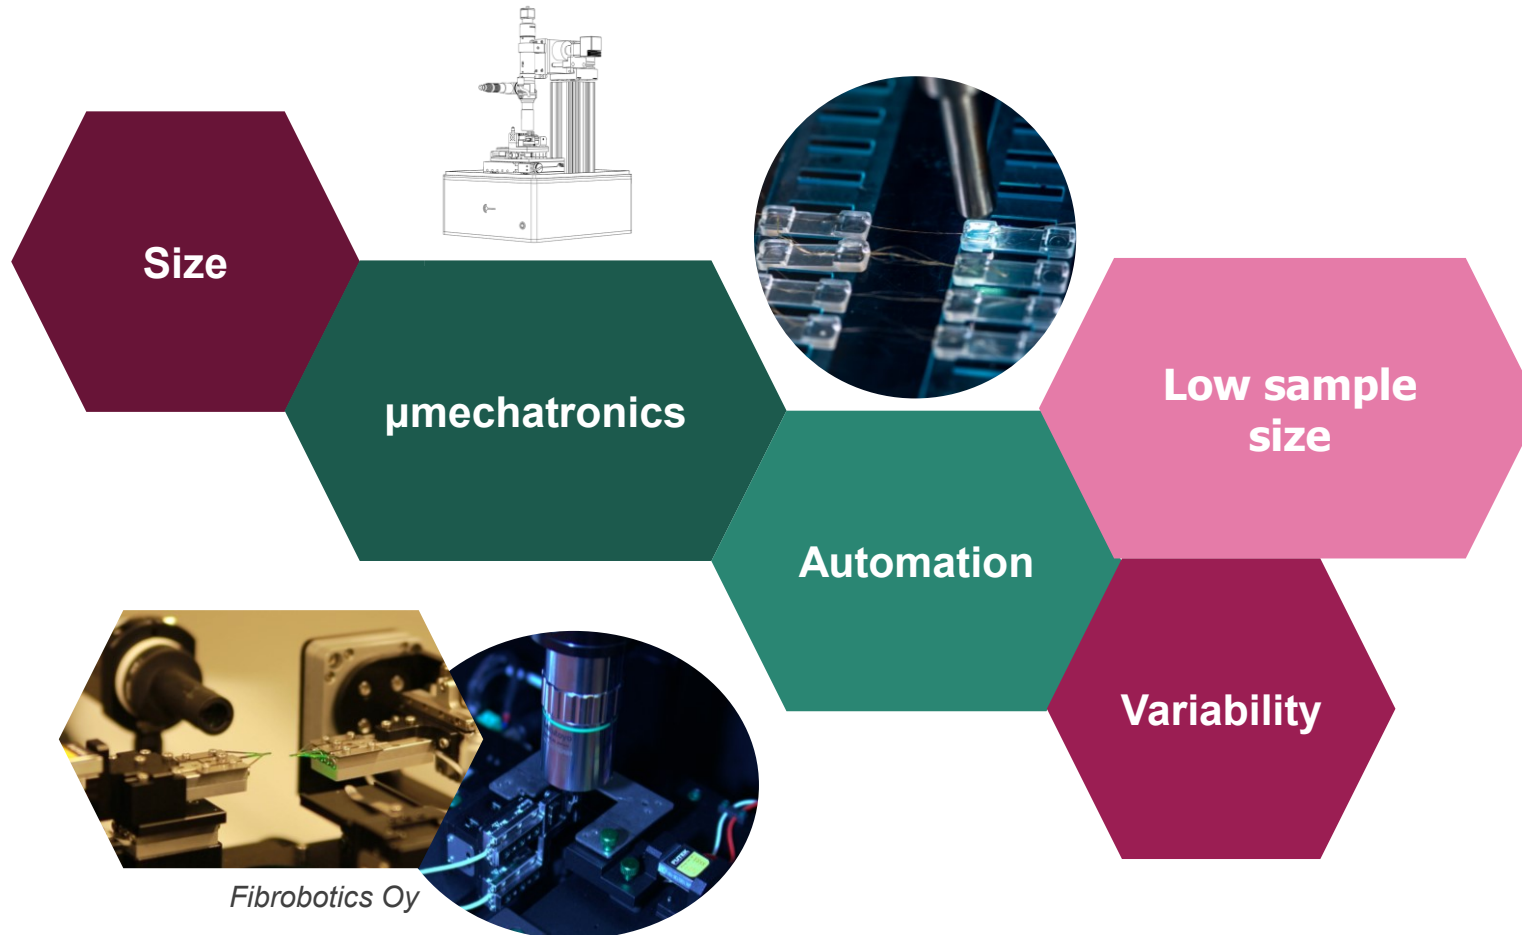 Size
µmechatronics
Low sample
size
Automation
Variability
Fibrobotics Oy